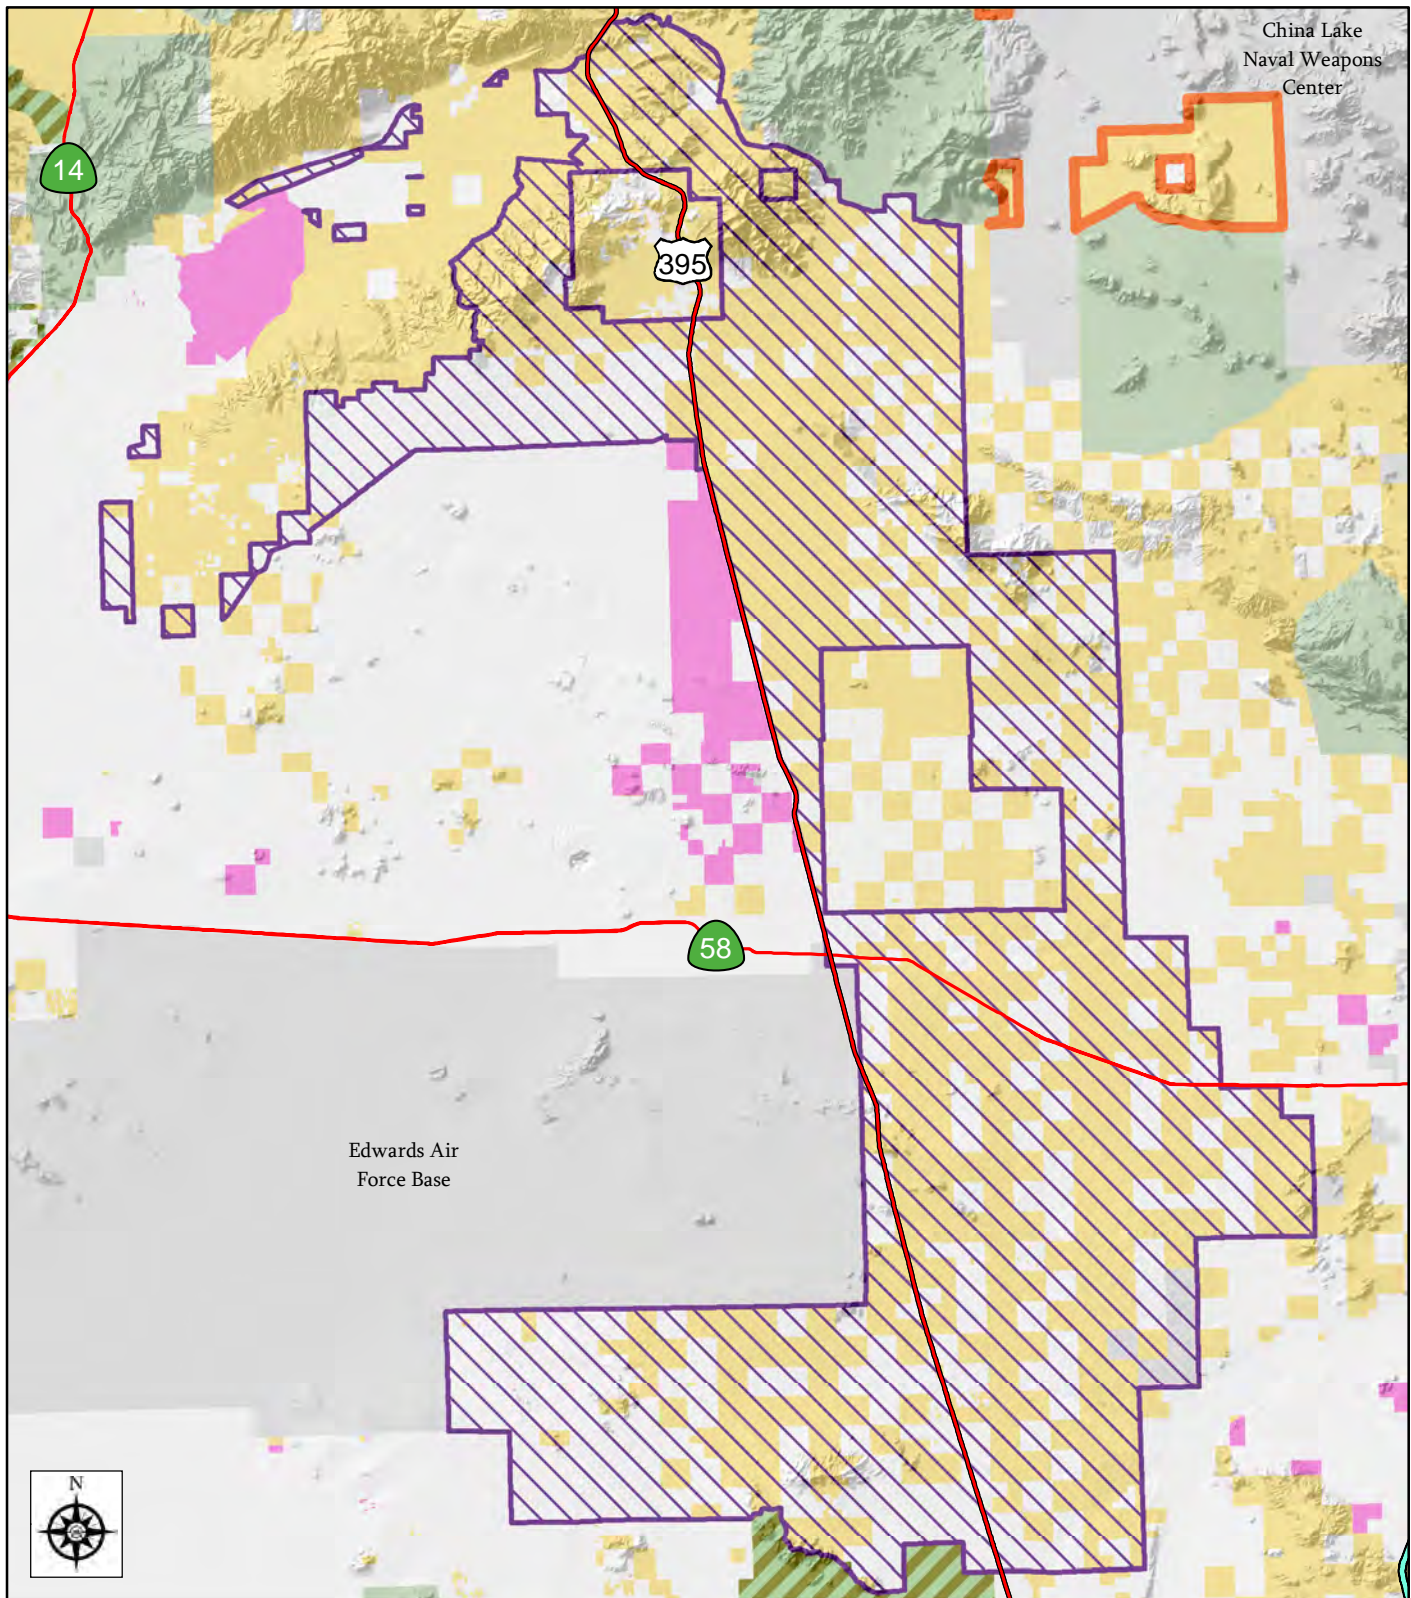 China Lake
Naval Weapons
Center
14
395
58
Edwards Air
Force Base
N